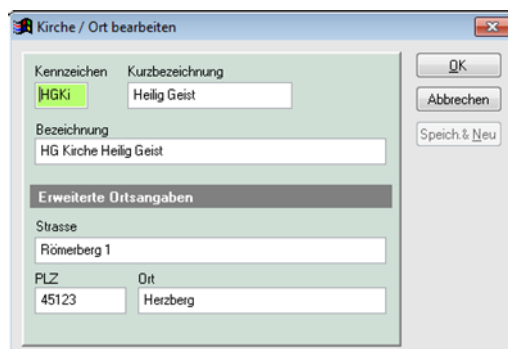 Kirche / Ort bearbeiten
Kennzeichen Kurzbezeichnung
HGKi Heilig Geist
Bezeichnung
HG Kirche Heilig Geist
Erweiterte Ortsangaben
Strasse
Römerberg 1
PLZ Ort
45123 Herzberg
OK
Abbrechen
Speich.& Neu